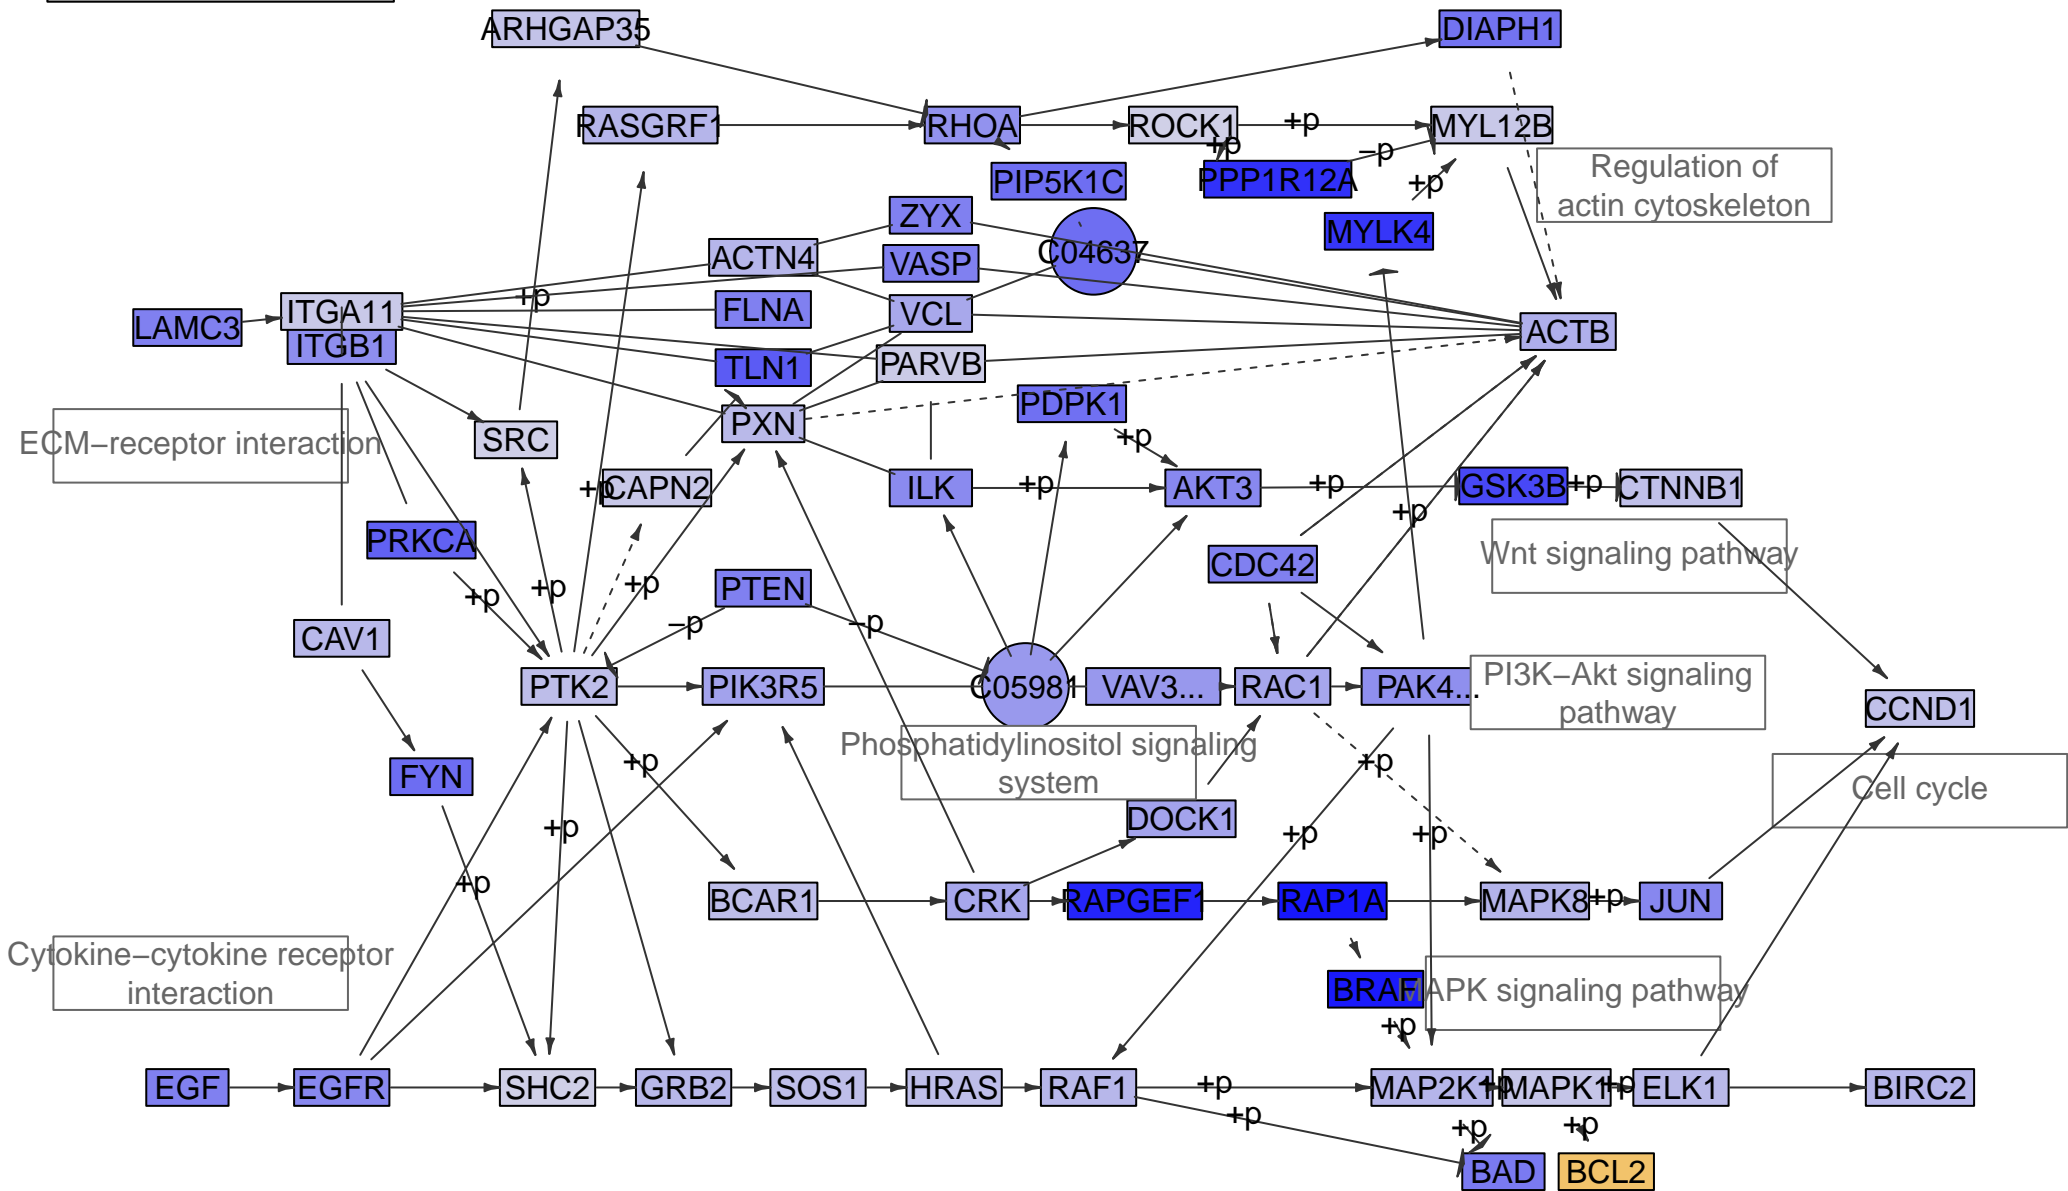 ARHGAP35
DIAPH1
RASGRF1
RHOA
ROCK1
+p
MYL12B
+p
−p
PIP5K1C
PPP1R12A
+p
Regulation of
actin cytoskeleton
ZYX
MYLK4
ACTN4
VASP
C04637
+p
ITGA11
FLNA
VCL
LAMC3
ITGB1
ACTB
TLN1
PARVB
PDPK1
PXN
+p
ECM−receptor interaction
SRC
+p
CAPN2
ILK
+p
AKT3
+p
GSK3B
+p
CTNNB1
+p
PRKCA
Wnt signaling pathway
CDC42
+p
+p
+p
PTEN
−p
−p
CAV1
PTK2
PIK3R5
C05981
VAV3...
RAC1
PAK4...
PI3K−Akt signaling
pathway
CCND1
Phosphatidylinositol signaling
system
+p
+p
FYN
Cell cycle
DOCK1
+p
+p
+p
+p
BCAR1
CRK
RAPGEF1
RAP1A
MAPK8
+p
JUN
Cytokine−cytokine receptor
interaction
BRAF
MAPK signaling pathway
+p
EGF
EGFR
SHC2
GRB2
SOS1
HRAS
RAF1
+p
MAP2K1
+p
MAPK1
+p
ELK1
BIRC2
+p
+p
+p
BAD
BCL2